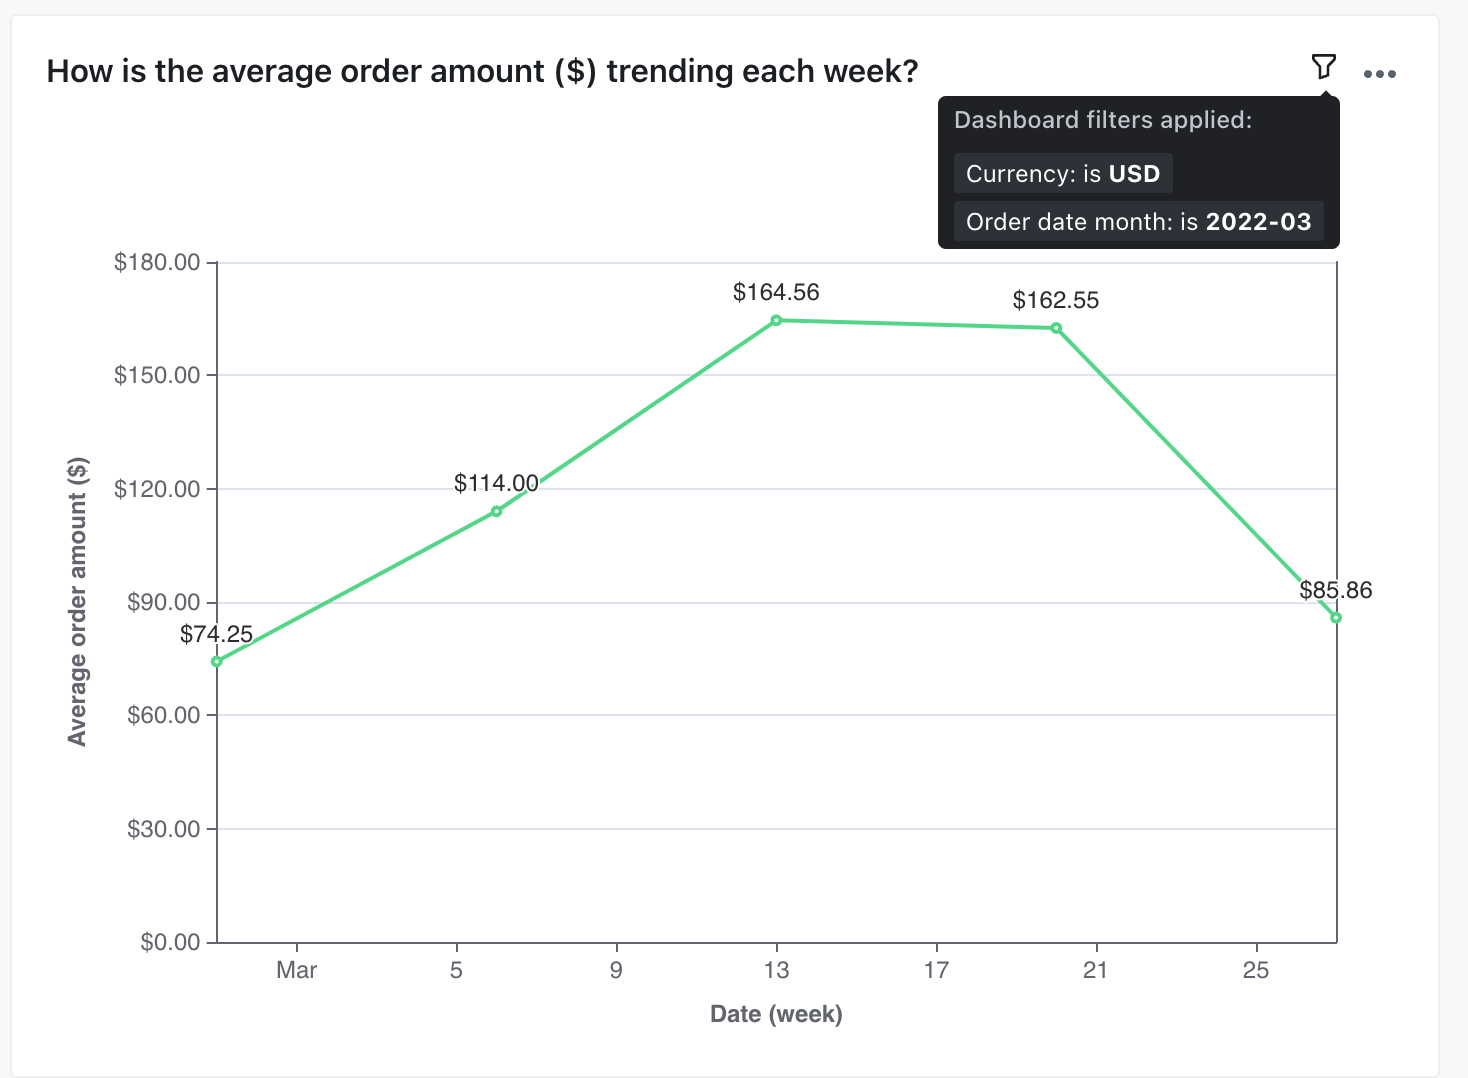 How is the average order amount ($) trending each week?
Dashboard filters applied:
Currency: is USD
Order date month: is 2022-03
$180.00
$150.00
$120.00
$90.00
$60.00
$30.00
$0.00
Average order amount ($)
$74.25
$114.00
$164.56
$162.55
$85.86
Mar 5 9 13 17 21 25
Date (week)